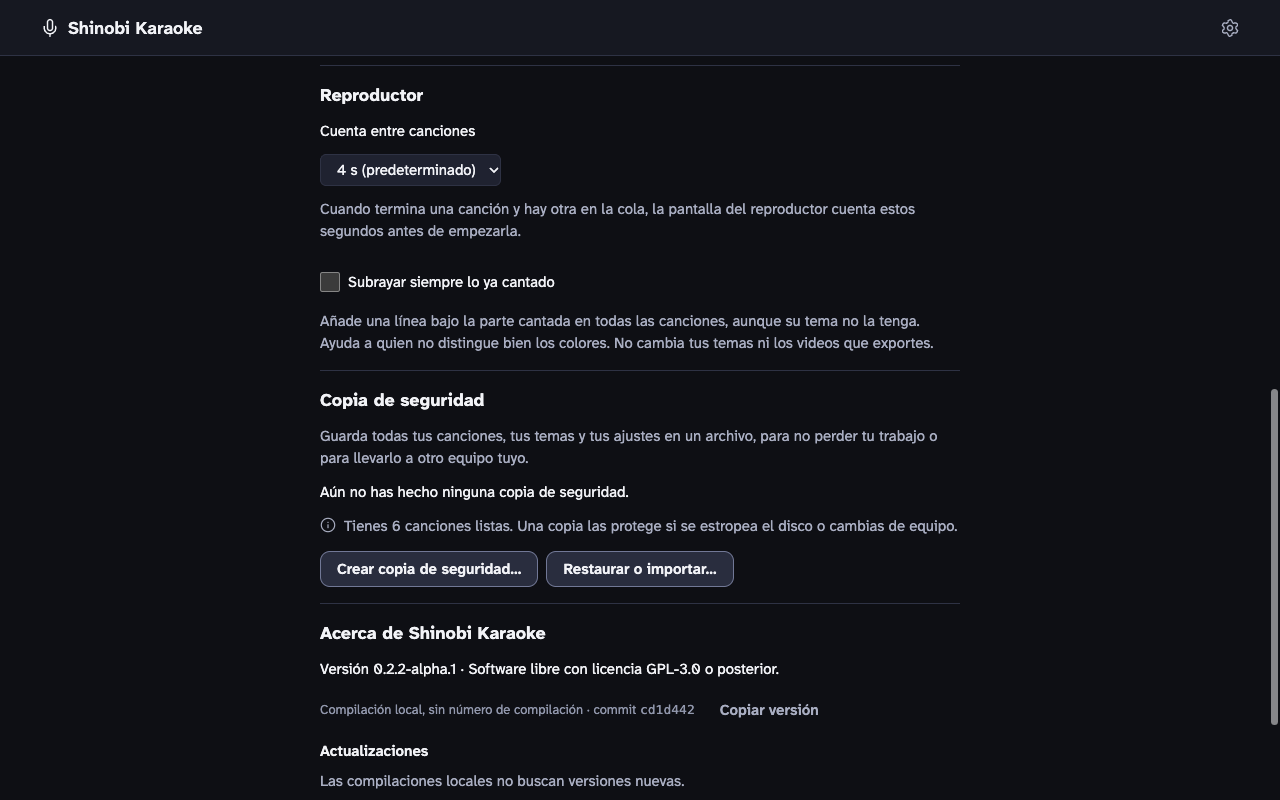 Shinobi Karaoke
Reproductor
Cuenta entre canciones
4 s (predeterminado)
Cuando termina una canción y hay otra en la cola, la pantalla del reproductor cuenta estos
segundos antes de empezarla.
Subrayar siempre lo ya cantado
Añade una línea bajo la parte cantada en todas las canciones, aunque su tema no la tenga.
Ayuda a quien no distingue bien los colores. No cambia tus temas ni los videos que exportes.
Copia de seguridad
Guarda todas tus canciones, tus temas y tus ajustes en un archivo, para no perder tu trabajo o
para llevarlo a otro equipo tuyo.
Aún no has hecho ninguna copia de seguridad.
Tienes 6 canciones listas. Una copia las protege si se estropea el disco o cambias de equipo.
Crear copia de seguridad... Restaurar o importar...
Acerca de Shinobi Karaoke
Versión 0.2.2-alpha.1 · Software libre con licencia GPL-3.0 o posterior.
Compilación local, sin número de compilación · commit cd1d442 Copiar versión
Actualizaciones
Las compilaciones locales no buscan versiones nuevas.